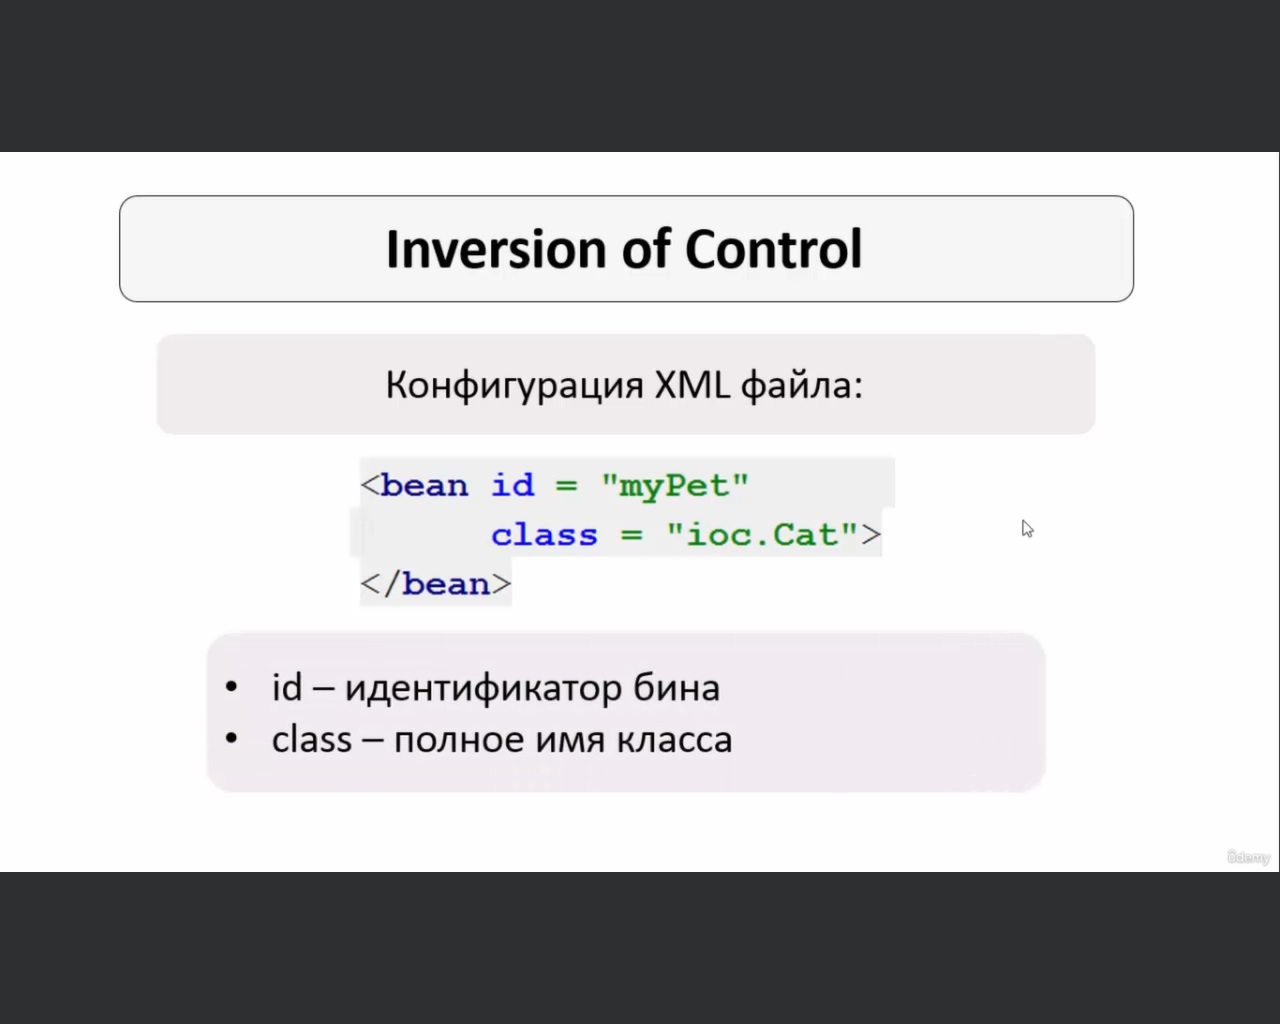 Inversion of Control
Конфигурация XML файла:
<bean id = "myPet"
class = "ioc.Cat">
</bean>
• id – идентификатор бина
• class – полное имя класса
ûdemy